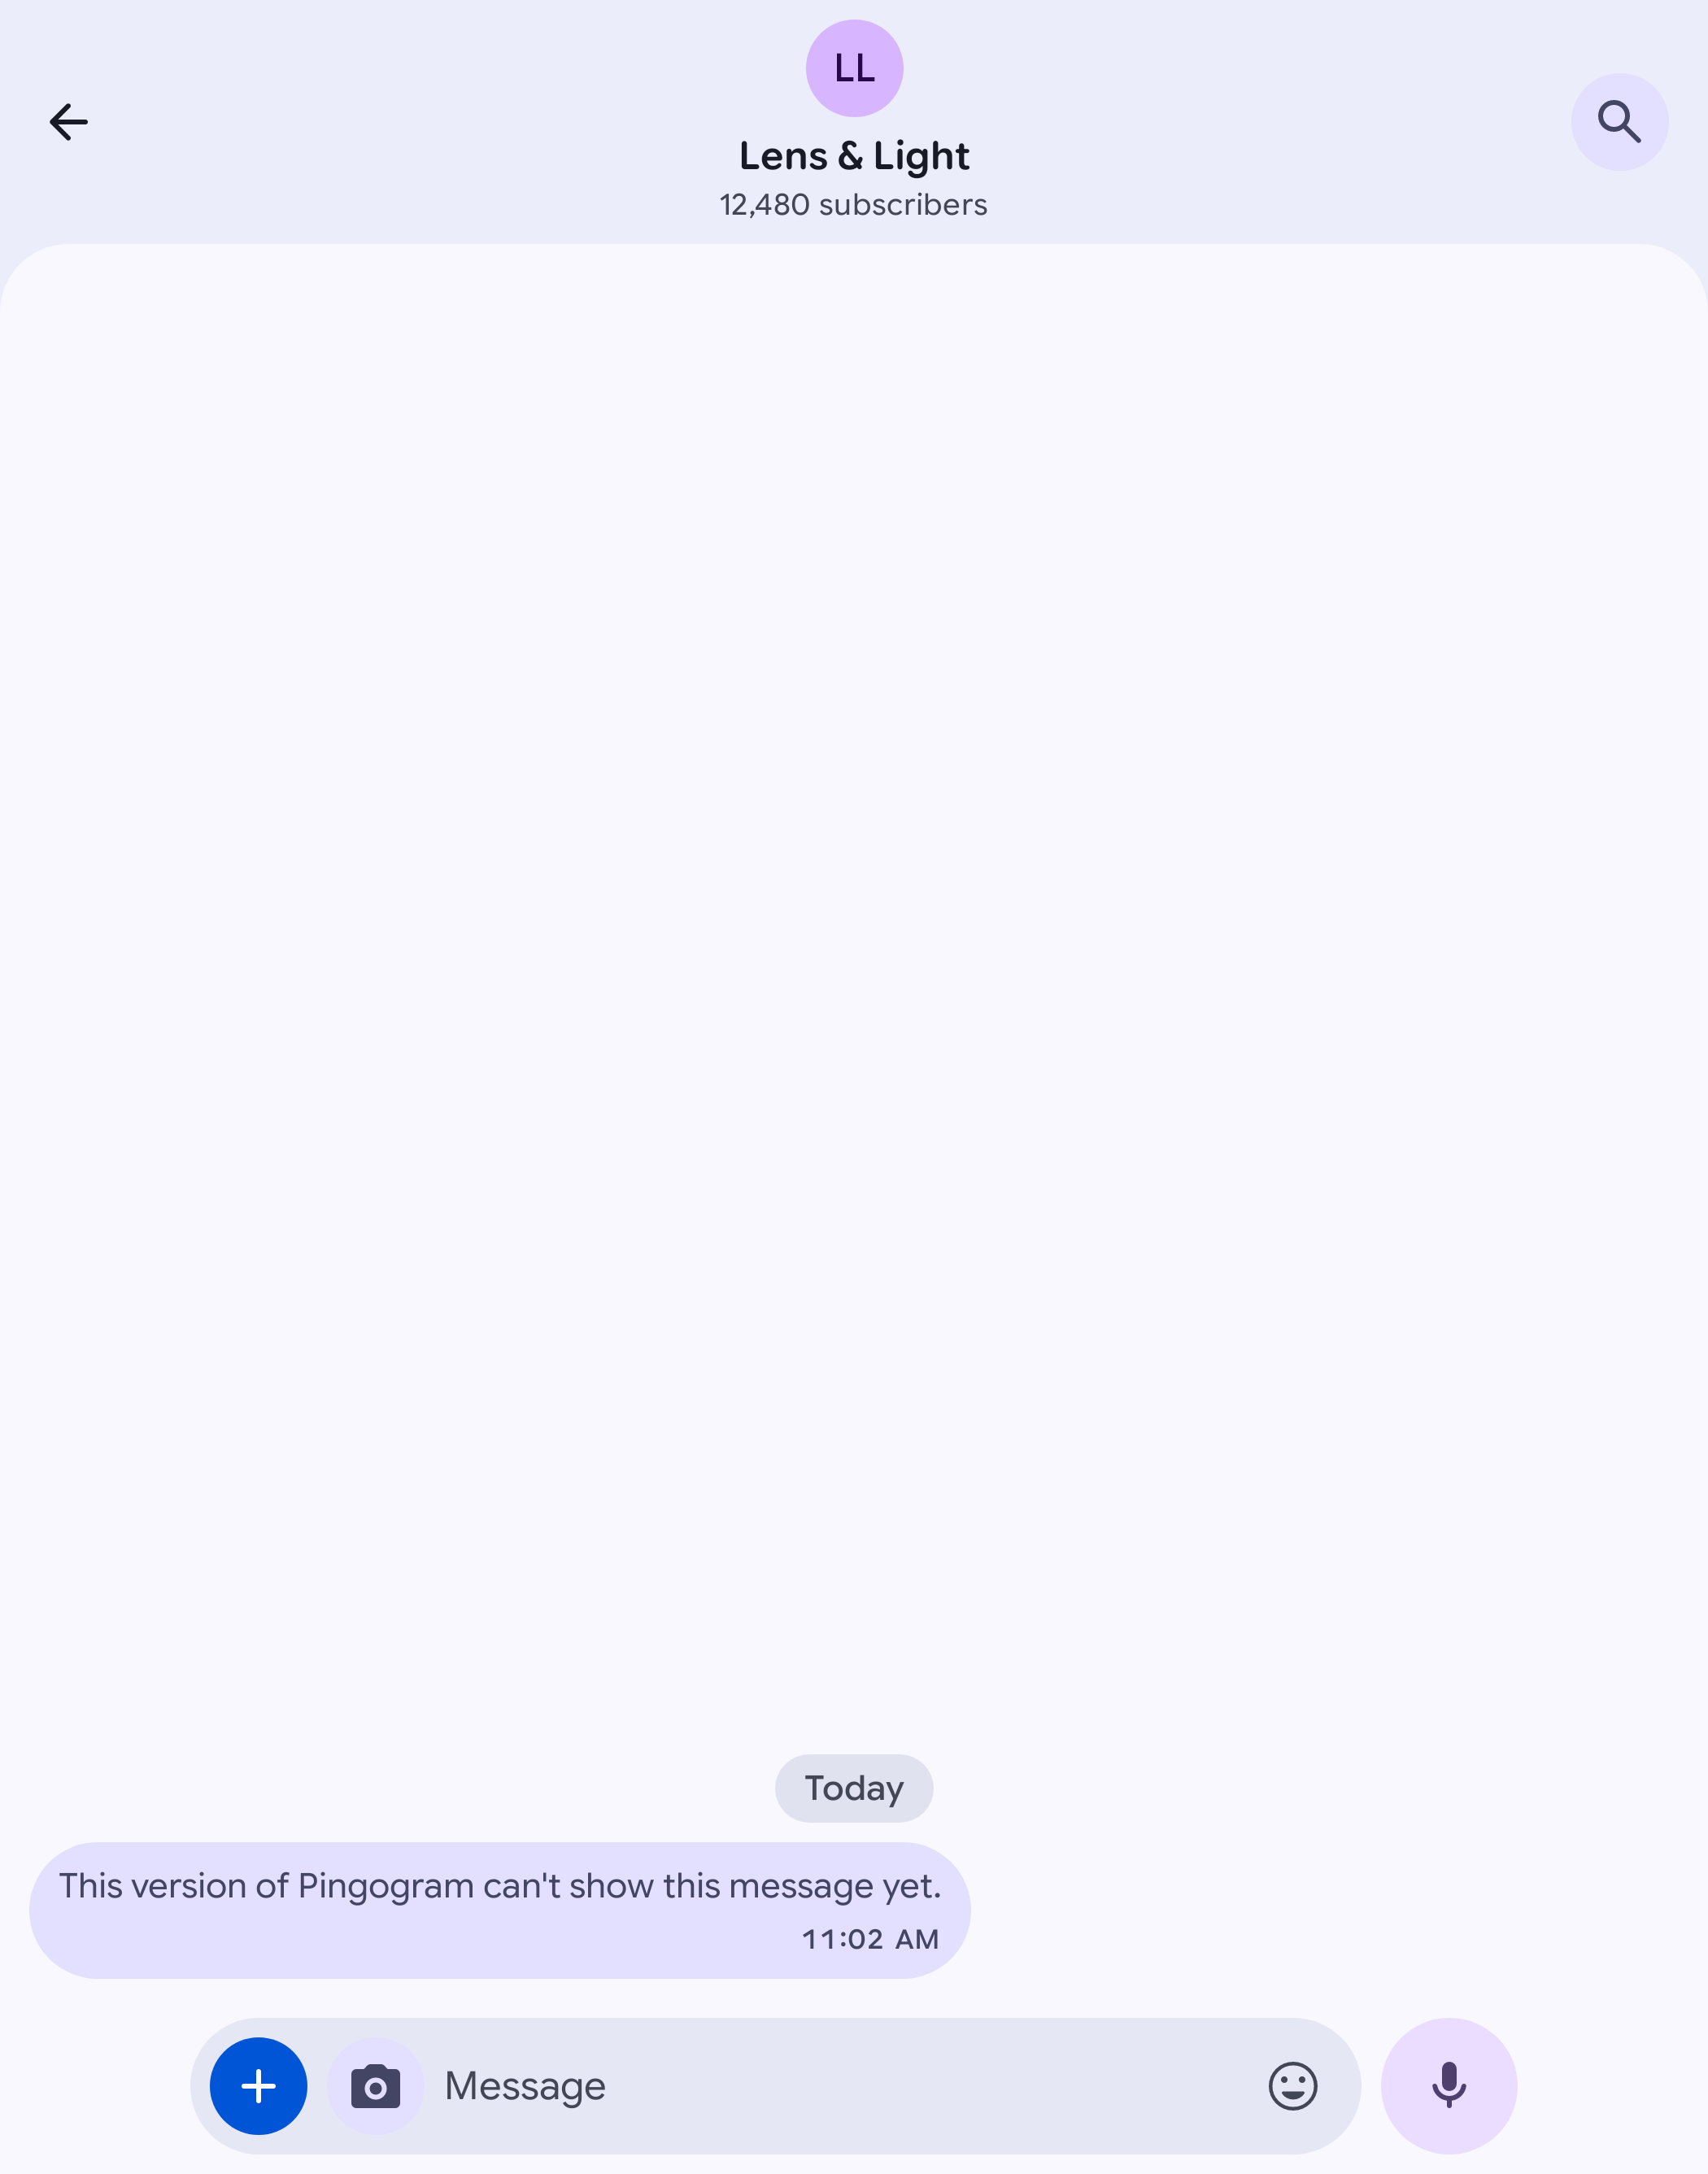 LL
Lens & Light
12,480 subscribers
Today
This version of Pingogram can't show this message yet.
11:02 AM
Message